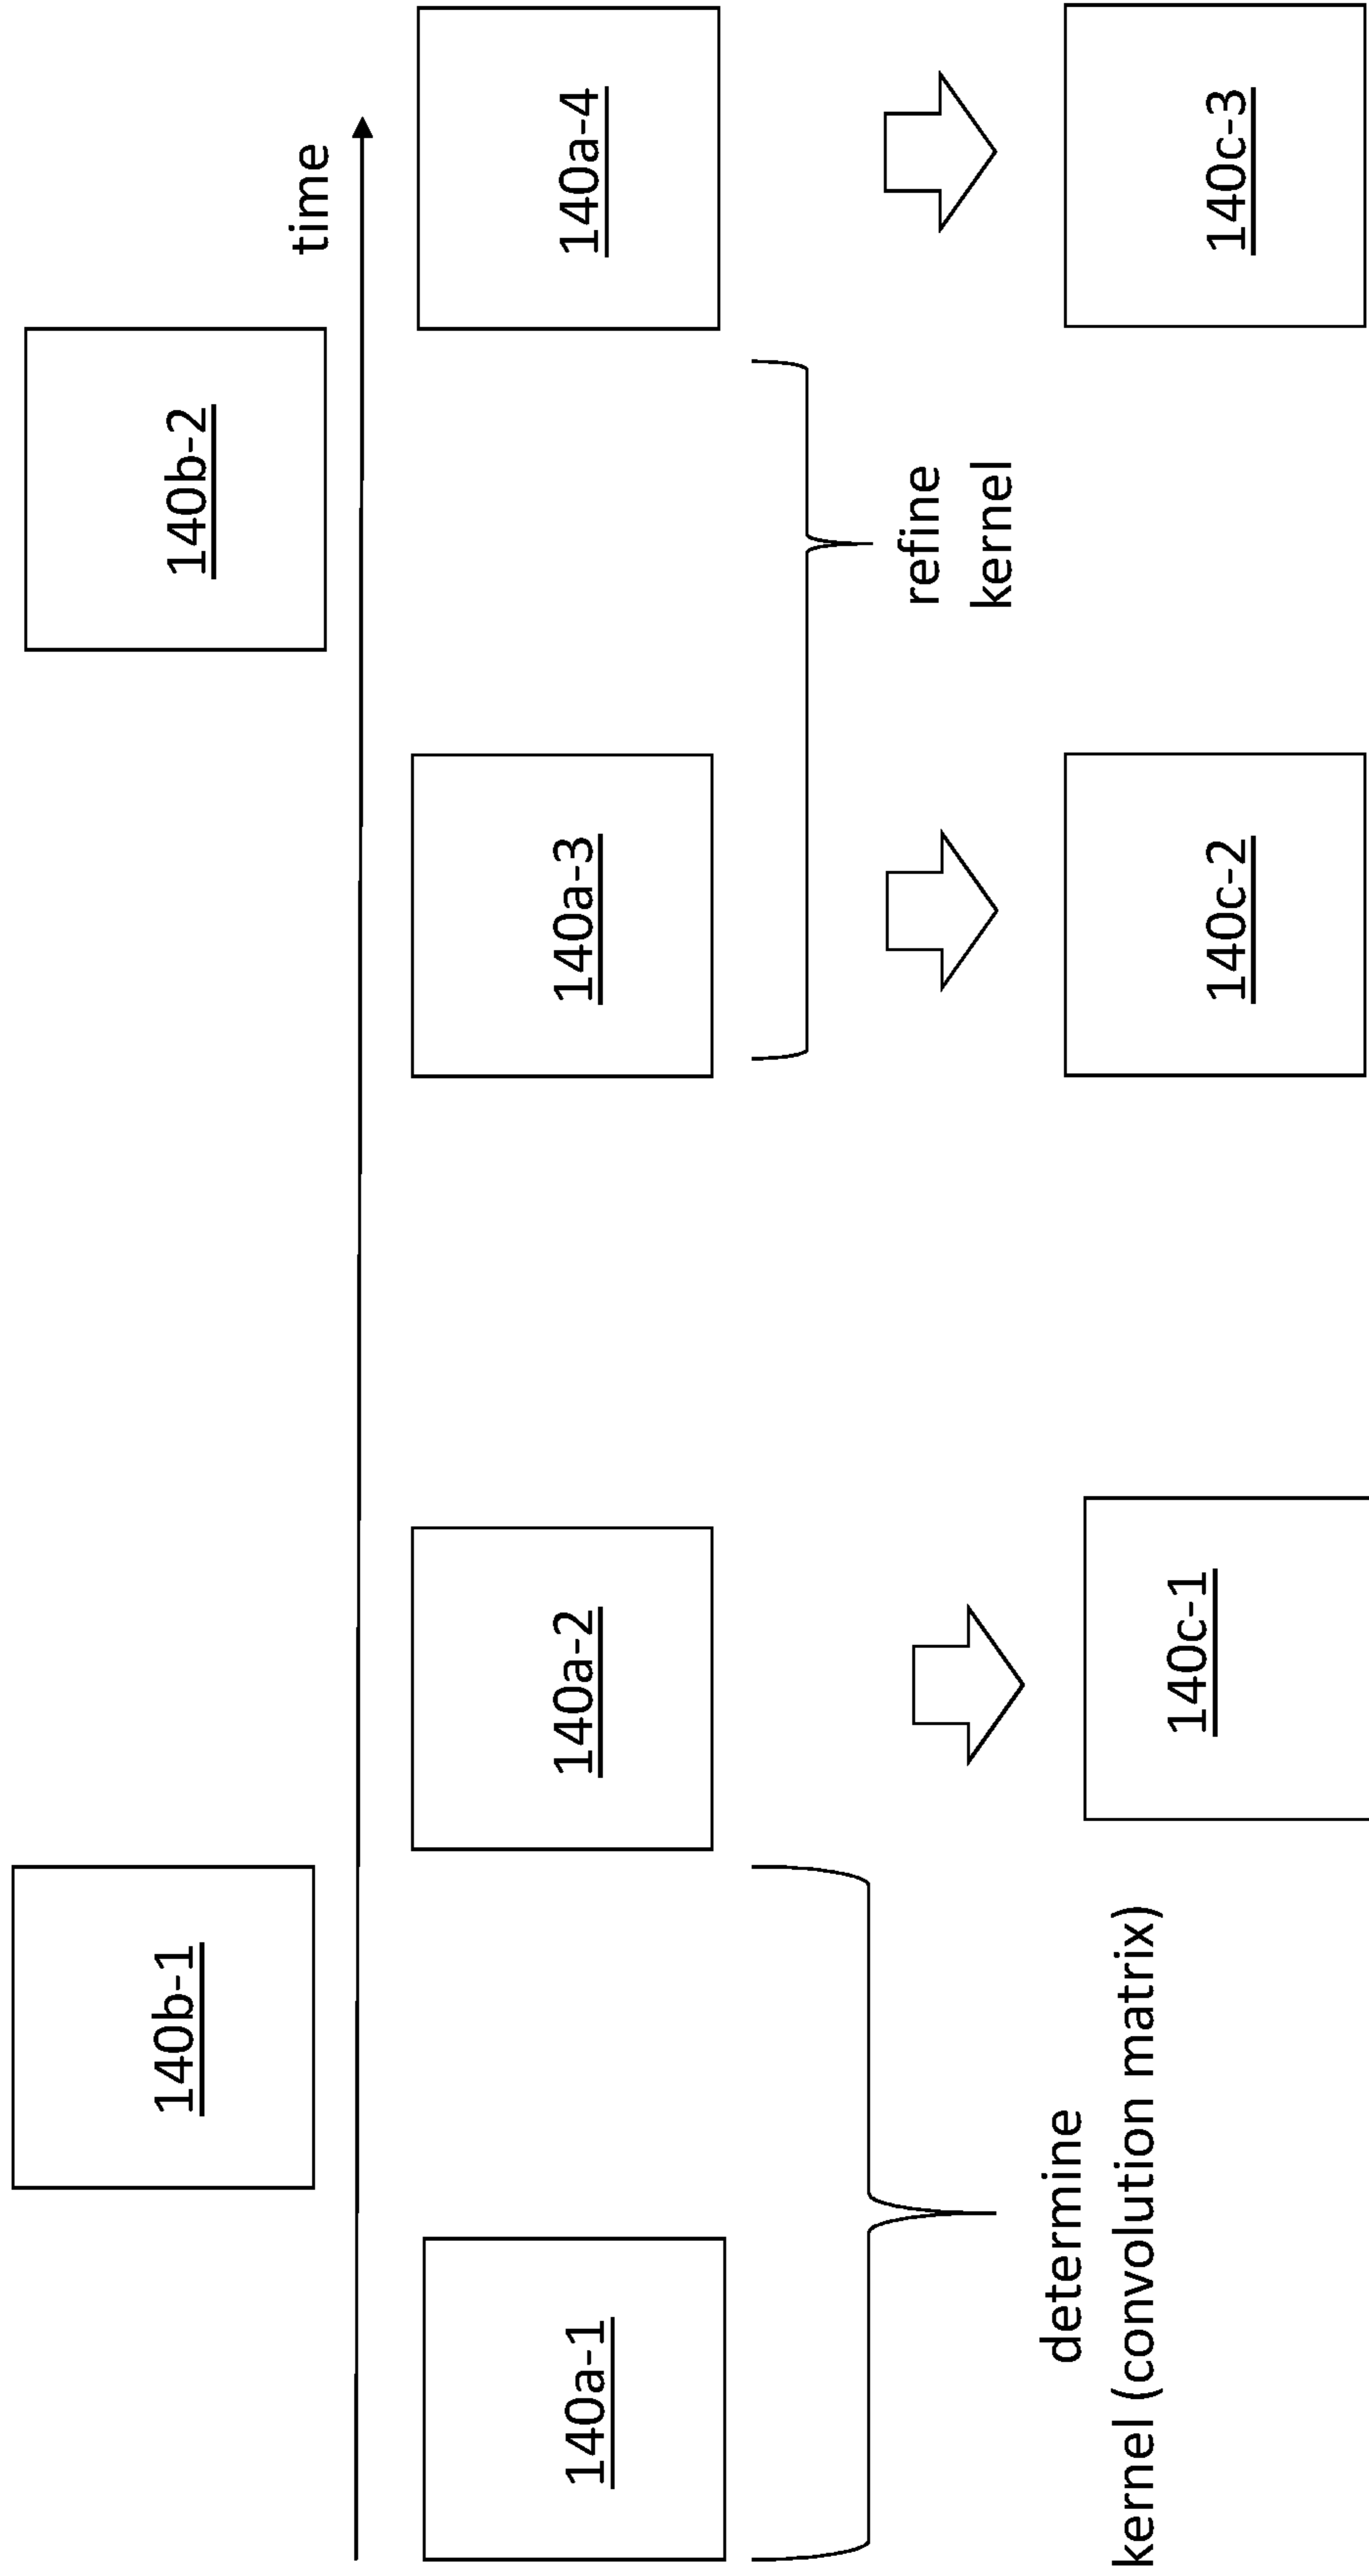 140b-1
140b-2
time
140a-1
140a-2
140a-3
140a-4
determine
kernel (convolution matrix)
refine
kernel
140c-1
140c-2
140c-3